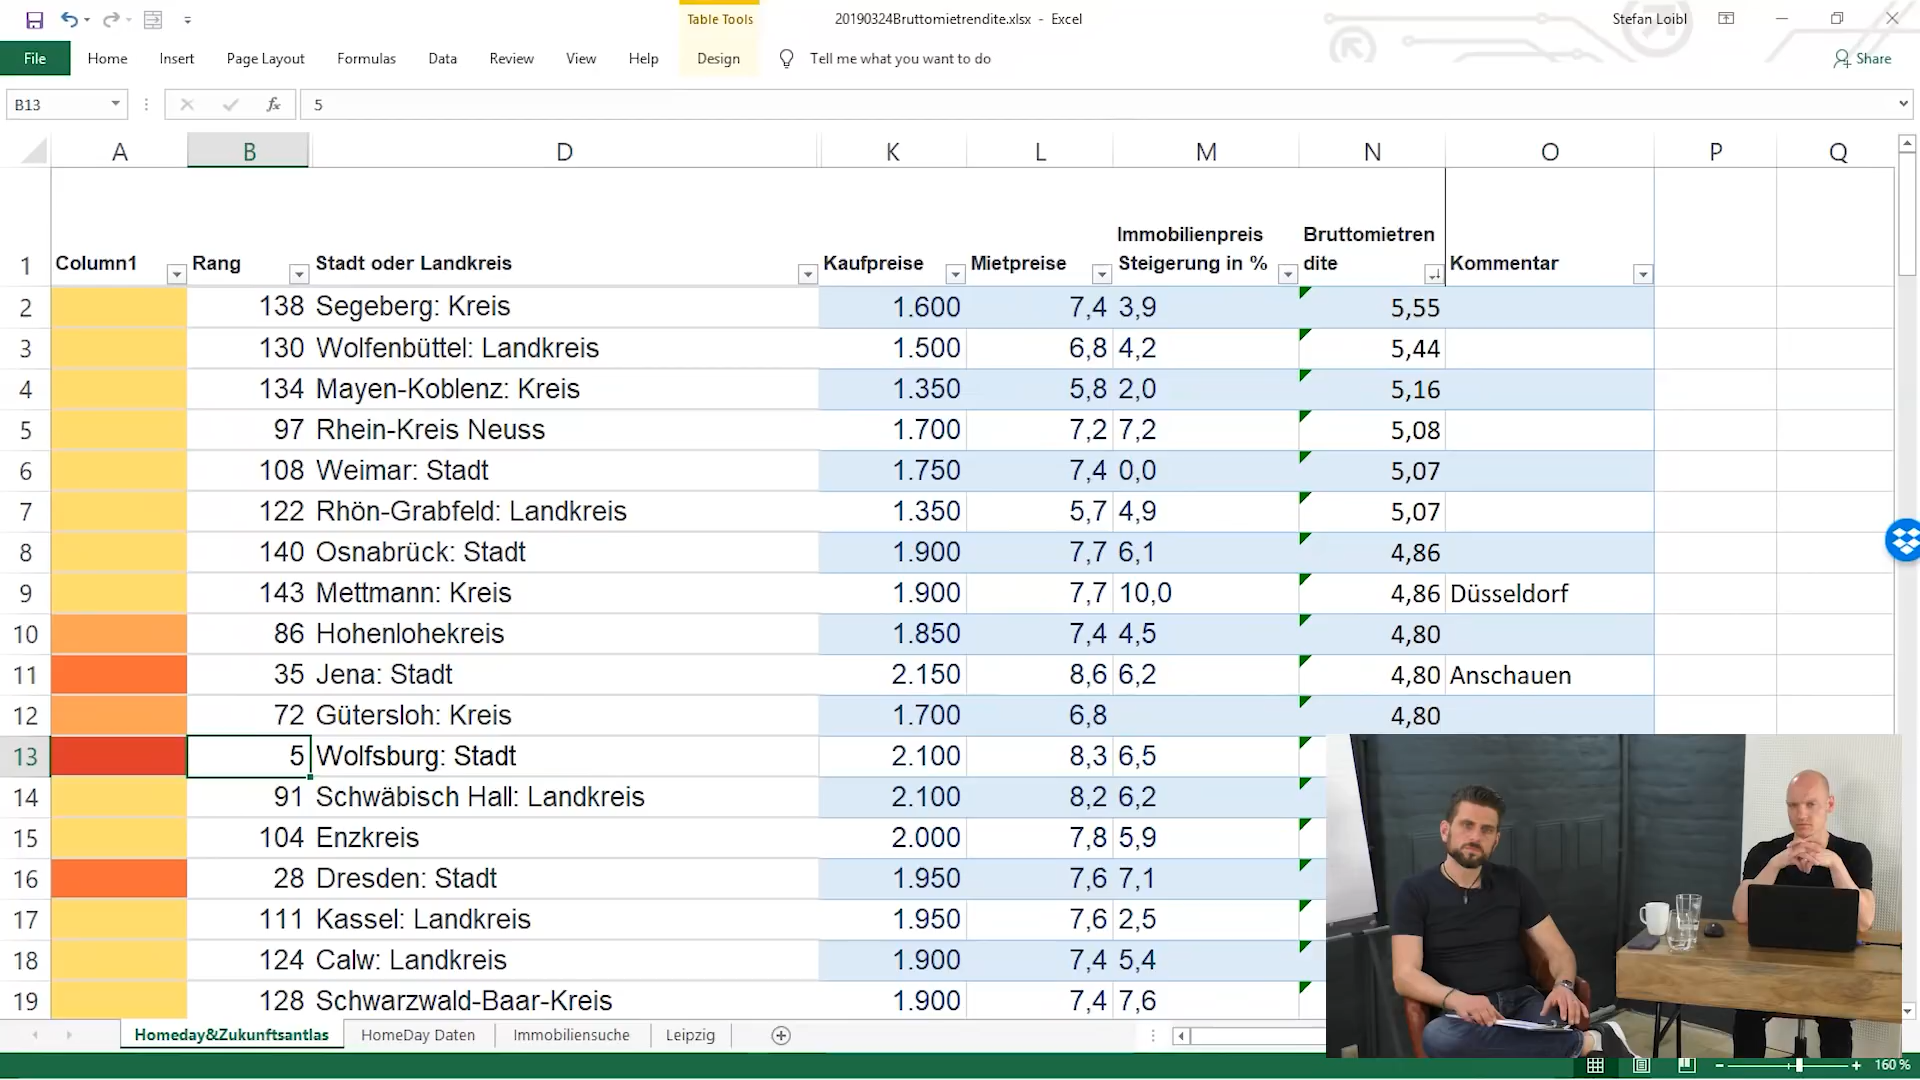 Table Tools
20190324Bruttomietrendite.xlsx - Excel
Stefan Loibl
File Home Insert Page Layout Formulas Data Review View Help Design Tell me what you want to do Share
B13 fx 5
A B D K L M N O P Q
1 Column1 Rang Stadt oder Landkreis Kaufpreise Mietpreise Immobilienpreis Steigerung in % Bruttomietren dite Kommentar
2 138 Segeberg: Kreis 1.600 7,4 3,9 5,55
3 130 Wolfenbüttel: Landkreis 1.500 6,8 4,2 5,44
4 134 Mayen-Koblenz: Kreis 1.350 5,8 2,0 5,16
5 97 Rhein-Kreis Neuss 1.700 7,2 7,2 5,08
6 108 Weimar: Stadt 1.750 7,4 0,0 5,07
7 122 Rhön-Grabfeld: Landkreis 1.350 5,7 4,9 5,07
8 140 Osnabrück: Stadt 1.900 7,7 6,1 4,86
9 143 Mettmann: Kreis 1.900 7,7 10,0 4,86 Düsseldorf
10 86 Hohenlohekreis 1.850 7,4 4,5 4,80
11 35 Jena: Stadt 2.150 8,6 6,2 4,80 Anschauen
12 72 Gütersloh: Kreis 1.700 6,8 4,80
13 5 Wolfsburg: Stadt 2.100 8,3 6,5
14 91 Schwäbisch Hall: Landkreis 2.100 8,2 6,2
15 104 Enzkreis 2.000 7,8 5,9
16 28 Dresden: Stadt 1.950 7,6 7,1
17 111 Kassel: Landkreis 1.950 7,6 2,5
18 124 Calw: Landkreis 1.900 7,4 5,4
19 128 Schwarzwald-Baar-Kreis 1.900 7,4 7,6
Homeday&Zukunftsantlas HomeDay Daten Immobiliensuche Leipzig
160 %